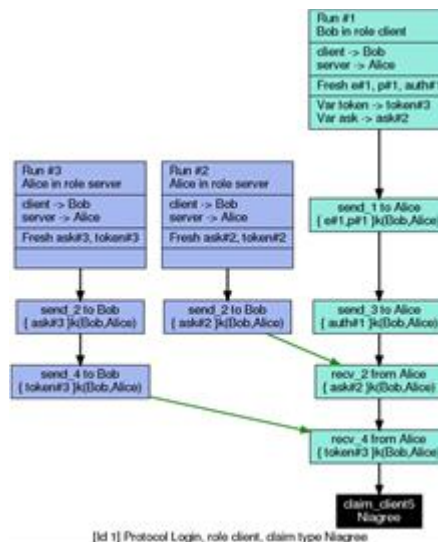 Run #1
Bob in role client
client -> Bob
server -> Alice
Fresh e#1, p#1, auth#1
Var token -> token#3
Var ask -> ask#2
Run #3
Alice in role server
client -> Bob
server -> Alice
Fresh ask#3, token#3
Run #2
Alice in role server
client -> Bob
server -> Alice
Fresh ask#2, token#2
send_1 to Alice
{ e#1,p#1 }k(Bob,Alice)
send_2 to Bob
{ ask#3 }k(Bob,Alice)
send_2 to Bob
{ ask#2 }k(Bob,Alice)
send_3 to Alice
{ auth#1 }k(Bob,Alice)
send_4 to Bob
{ token#3 }k(Bob,Alice)
recv_2 from Alice
{ ask#2 }k(Bob,Alice)
recv_4 from Alice
{ token#3 }k(Bob,Alice)
claim_client5
Niagree
[Id 1] Protocol Login, role client, claim type Niagree